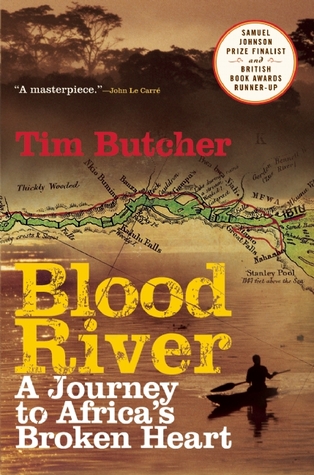 SAMUEL
JOHNSON
PRIZE FINALIST
and
BRITISH
BOOK AWARDS
RUNNER-UP
“A masterpiece.”—John Le Carré
Tim Butcher
Thickly Wooded
Stanley Pool
Blood
River
A Journey
to Africa's
Broken Heart